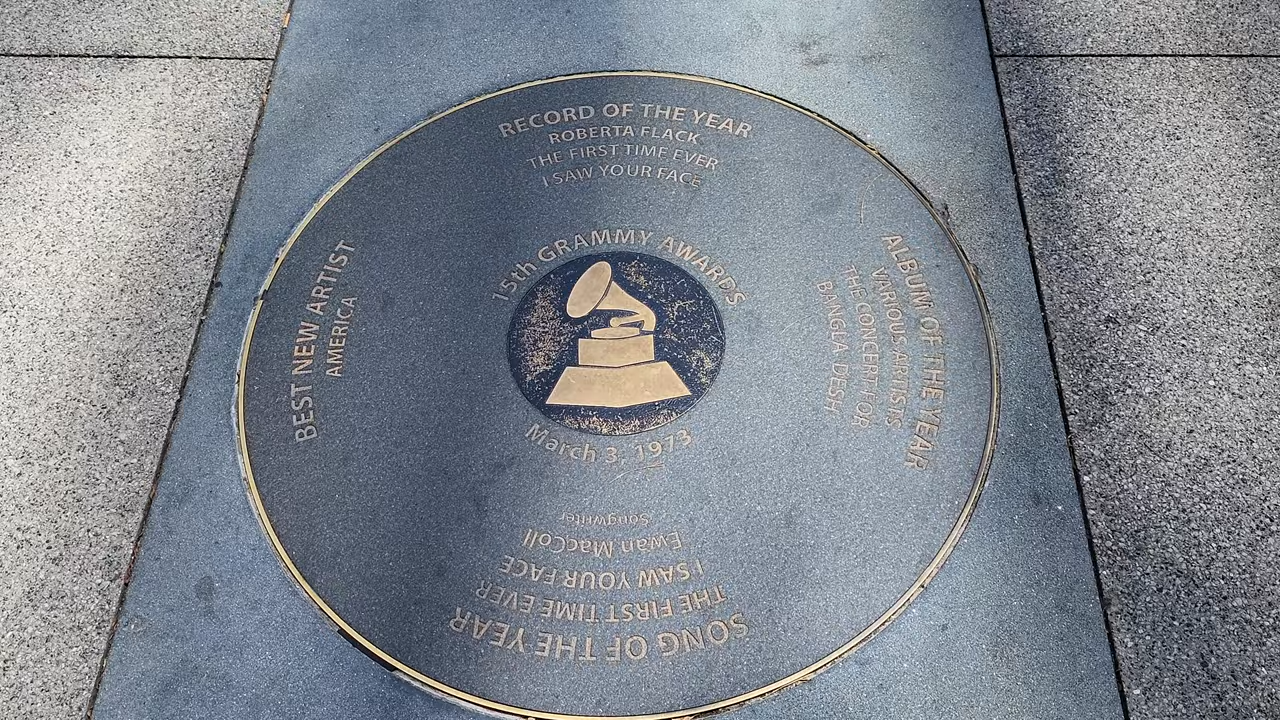 RECORD OF THE YEAR
ROBERTA FLACK
THE FIRST TIME EVER
I SAW YOUR FACE
15th GRAMMY AWARDS
March 3, 1973
BEST NEW ARTIST
AMERICA
ALBUM OF THE YEAR
VARIOUS ARTISTS
THE CONCERT FOR
BANGLA DESH
SONG OF THE YEAR
THE FIRST TIME EVER
I SAW YOUR FACE
Ewan MacColl
Songwriter